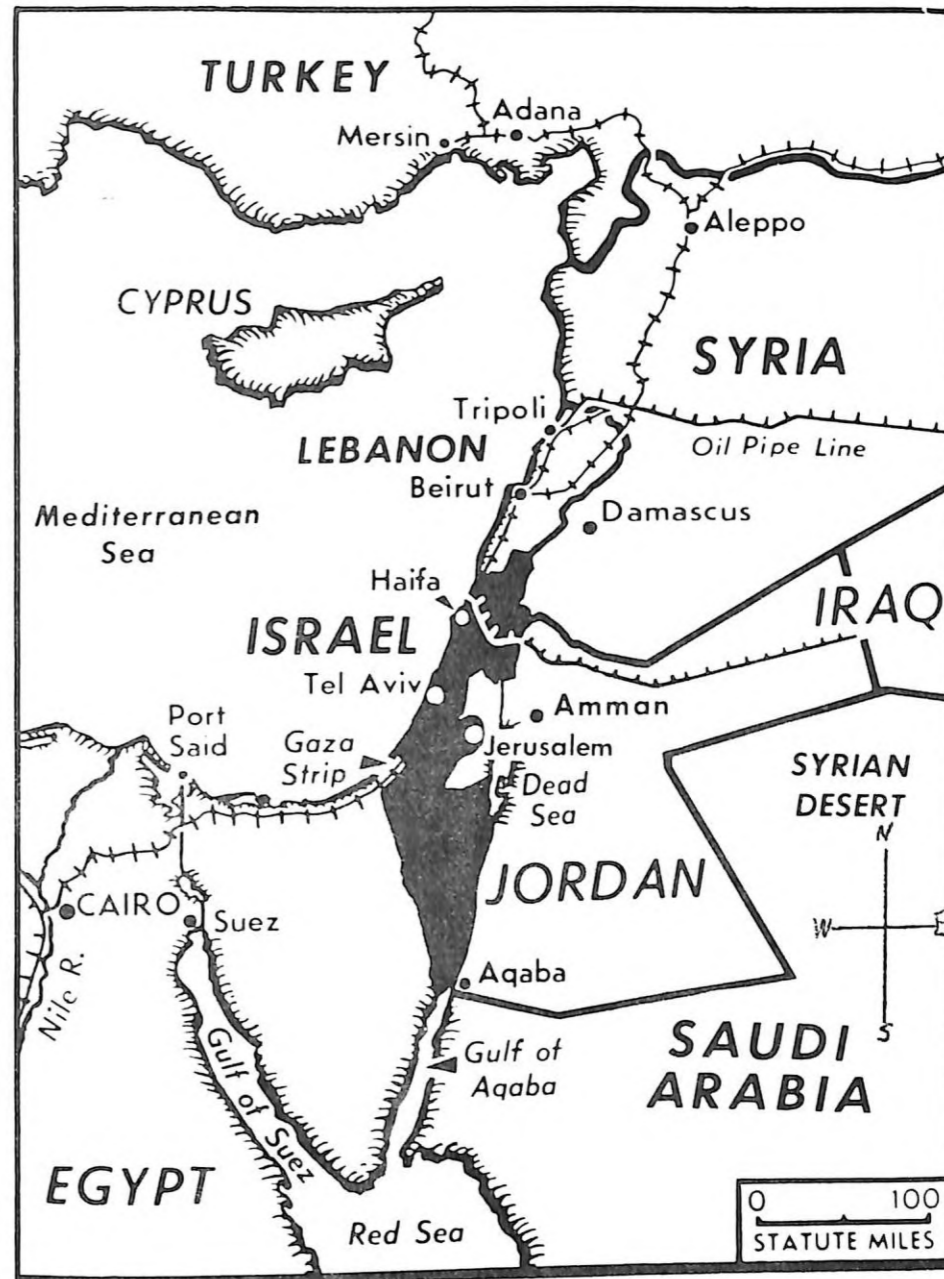 TURKEY
Adana
Mersin
Aleppo
CYPRUS
SYRIA
Tripoli
LEBANON
Oil Pipe Line
Beirut
Damascus
Mediterranean
Sea
Haifa
IRAQ
ISRAEL
Tel Aviv
Amman
Port
Said
Gaza
Strip
Jerusalem
Dead
Sea
SYRIAN
DESERT
N
W
E
S
JORDAN
CAIRO
Suez
Nile R.
Aqaba
Gulf of
Aqaba
Gulf of Suez
SAUDI
ARABIA
EGYPT
Red Sea
0 100
STATUTE MILES